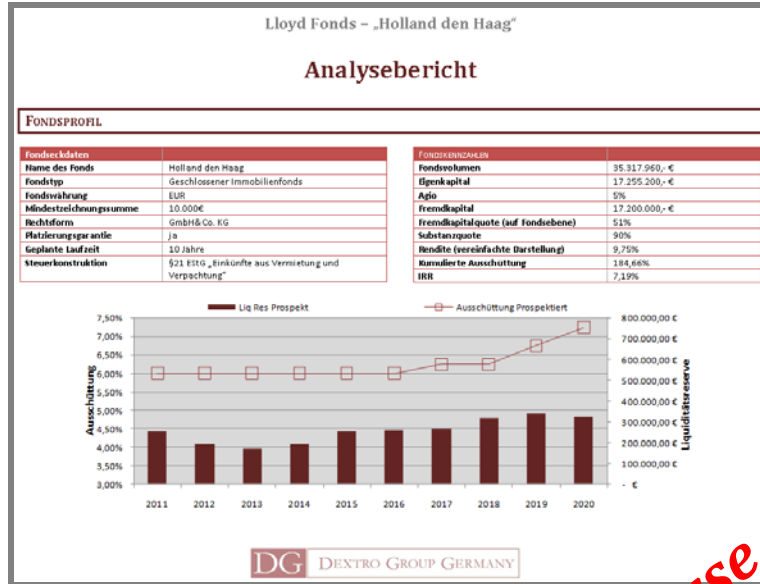 Lloyd Fonds – „Holland den Haag“
Analysebericht
FONDSPROFIL
Fondseckdaten
Name des Fonds Holland den Haag
Fondstyp Geschlossener Immobilienfonds
Fondswährung EUR
Mindestzeichnungssumme 10.000€
Rechtsform GmbH& Co. KG
Platzierungsgarantie ja
Geplante Laufzeit 10 Jahre
Steuerkonstruktion §21 EStG „Einkünfte aus Vermietung und
Verpachtung“
FONDSKENNZAHLEN
Fondsvolumen 35.317.960,- €
Eigenkapital 17.255.200,- €
Agio 5%
Fremdkapital 17.200.000,- €
Fremdkapitalquote (auf Fondsebene) 51%
Substanzquote 90%
Rendite (vereinfachte Darstellung) 9,75%
Kumulierte Ausschüttung 184,66%
IRR 7,19%
Liq Res Prospekt Ausschüttung Prospektiert
7,50% 800.000,00 €
7,00% 700.000,00 €
6,50% 600.000,00 €
6,00% 500.000,00 €
5,50% 400.000,00 €
5,00% 300.000,00 €
4,50% 200.000,00 €
4,00% 100.000,00 €
3,50% - €
3,00%
Ausschüttung
Liquiditätsreserve
2011 2012 2013 2014 2015 2016 2017 2018 2019 2020
DG DEXTRO GROUP GERMANY